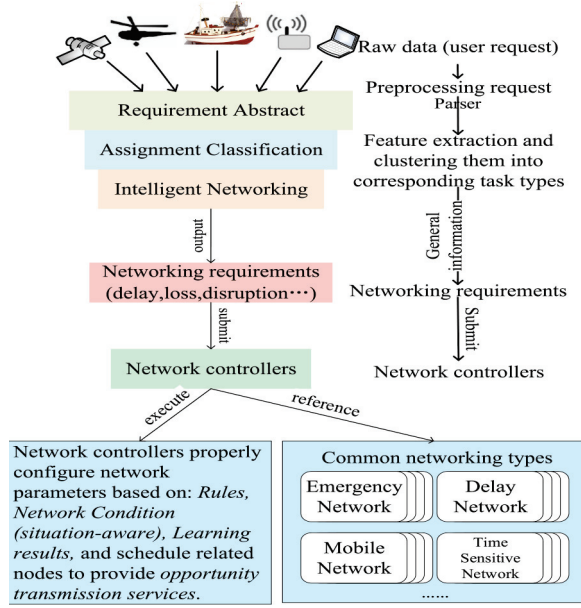 Requirement Abstract
Assignment Classification
Intelligent Networking
output
Networking requirements
(delay,loss,disruption···)
submit
Network controllers
execute
reference
Raw data (user request)
Preprocessing request
Parser
Feature extraction and
clustering them into
corresponding task types
General
information
Networking requirements
Submit
Network controllers
Network controllers properly
configure network
parameters based on: Rules,
Network Condition
(situation-aware), Learning
results, and schedule related
nodes to provide opportunity
transmission services.
Common networking types
Emergency
Network
Delay
Network
Mobile
Network
Time
Sensitive
Network
......